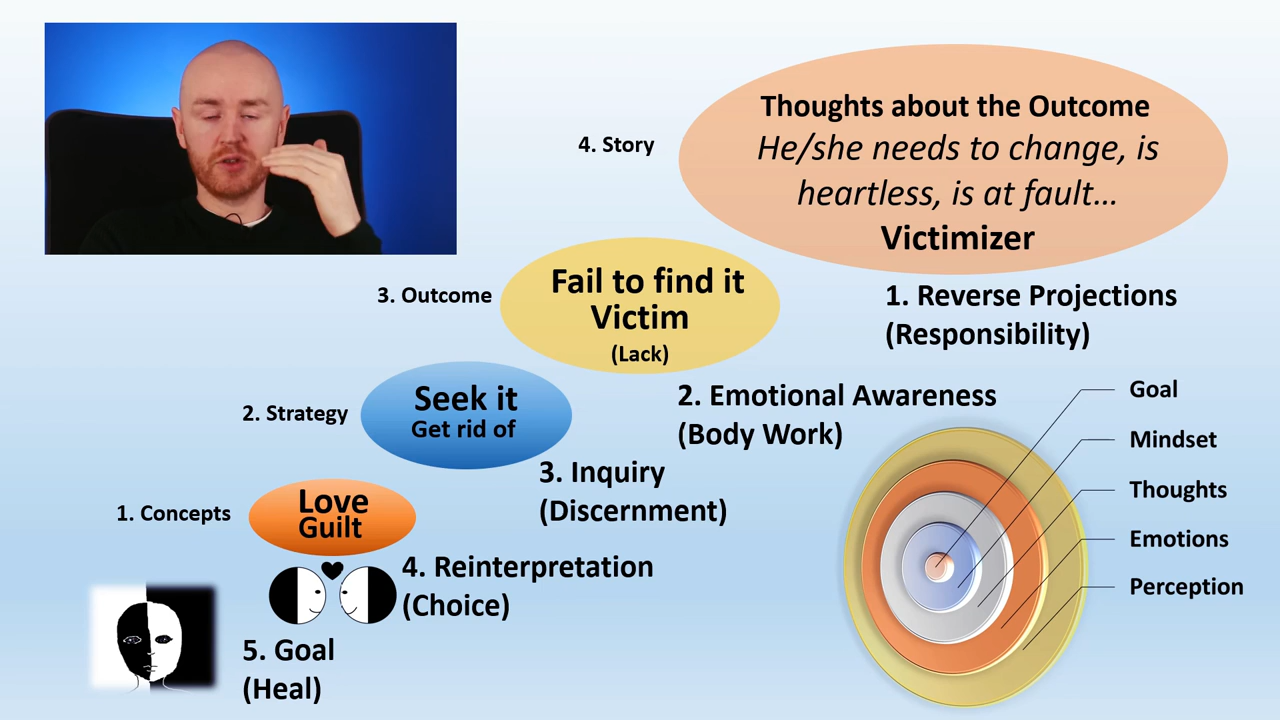 4. Story
Thoughts about the Outcome
He/she needs to change, is
heartless, is at fault...
Victimizer
3. Outcome
Fail to find it
Victim
(Lack)
1. Reverse Projections
(Responsibility)
2. Strategy
Seek it
Get rid of
2. Emotional Awareness
(Body Work)
Goal
Mindset
Thoughts
Emotions
Perception
3. Inquiry
(Discernment)
1. Concepts
Love
Guilt
4. Reinterpretation
(Choice)
5. Goal
(Heal)